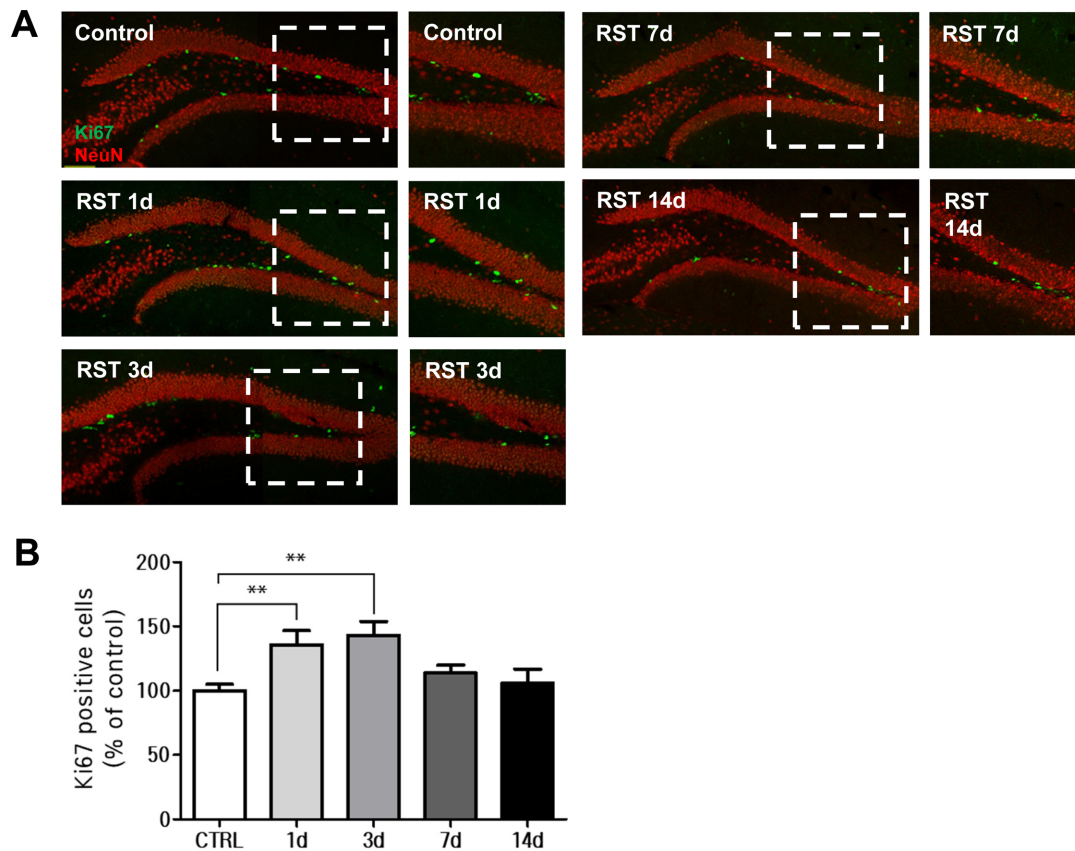 A
Control
Control
RST 7d
RST 7d
Ki67
NeuN
RST 1d
RST 1d
RST 14d
RST
14d
RST 3d
RST 3d
B
Ki67 positive cells
(% of control)
200
150
100
50
0
**
**
CTRL
1d
3d
7d
14d